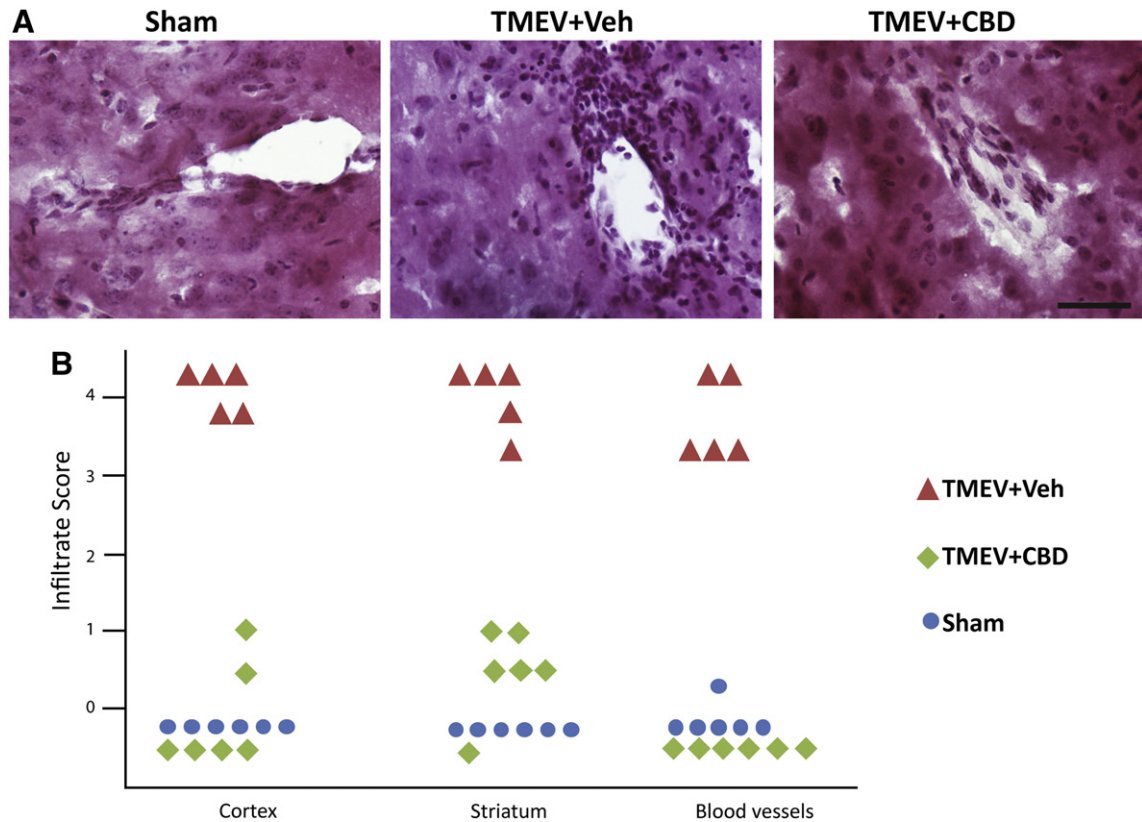 A
Sham
TMEV+Veh
TMEV+CBD
B
Infiltrate Score
4
3
2
1
0
Cortex
Striatum
Blood vessels
TMEV+Veh
TMEV+CBD
Sham